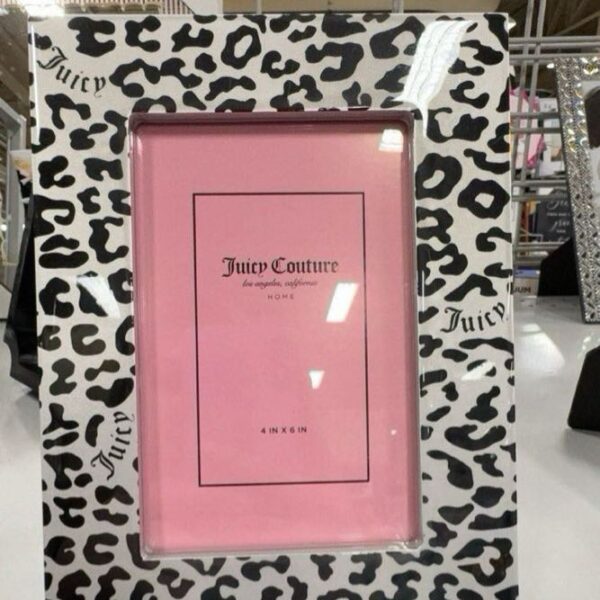 Juicy
Juicy Couture
los angeles, california
HOME
Juicy
4 IN X 6 IN
Juicy